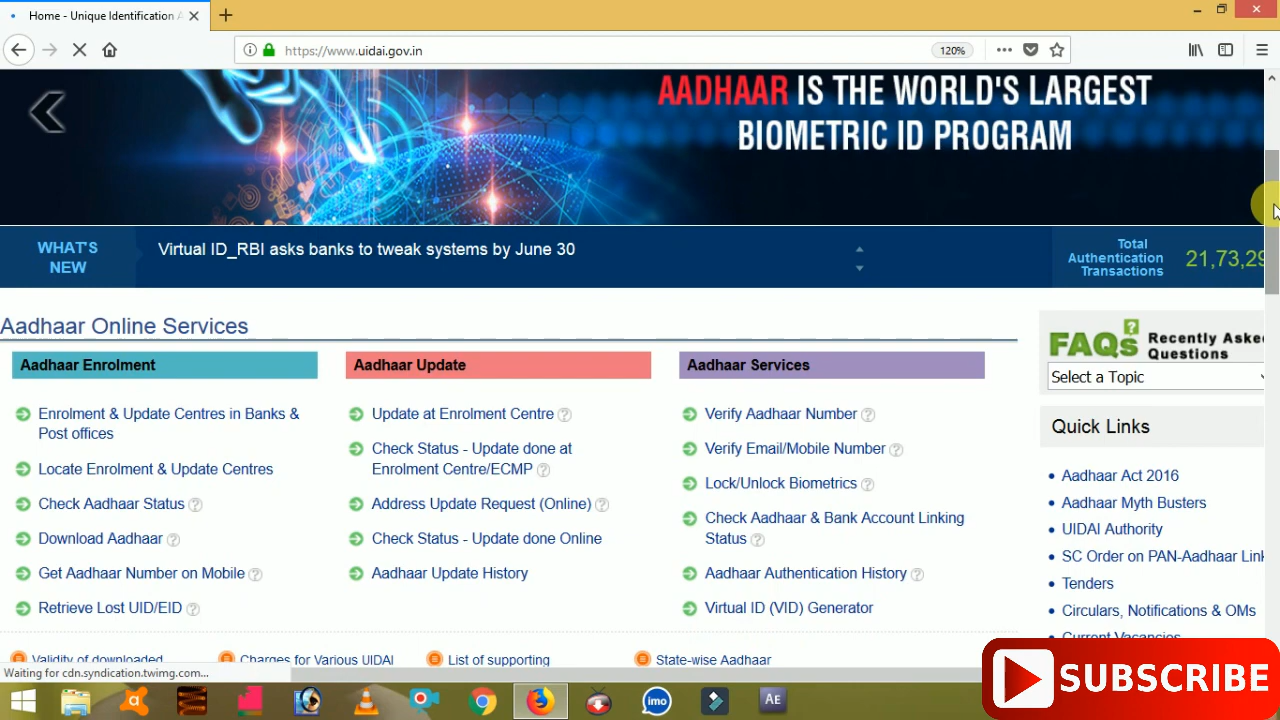 Home - Unique Identification A
https://www.uidai.gov.in
120%
AADHAAR IS THE WORLD'S LARGEST
BIOMETRIC ID PROGRAM
WHAT'S
NEW
Virtual ID_RBI asks banks to tweak systems by June 30
Total
Authentication
Transactions
21,73,29
Aadhaar Online Services
Aadhaar Enrolment
Enrolment & Update Centres in Banks &
Post offices
Locate Enrolment & Update Centres
Check Aadhaar Status ?
Download Aadhaar ?
Get Aadhaar Number on Mobile ?
Retrieve Lost UID/EID ?
Aadhaar Update
Update at Enrolment Centre ?
Check Status - Update done at
Enrolment Centre/ECMP ?
Address Update Request (Online) ?
Check Status - Update done Online
Aadhaar Update History
Aadhaar Services
Verify Aadhaar Number ?
Verify Email/Mobile Number ?
Lock/Unlock Biometrics ?
Check Aadhaar & Bank Account Linking
Status ?
Aadhaar Authentication History ?
Virtual ID (VID) Generator
FAQs ?
Recently Aske
Questions
Select a Topic
Quick Links
Aadhaar Act 2016
Aadhaar Myth Busters
UIDAI Authority
SC Order on PAN-Aadhaar Link
Tenders
Circulars, Notifications & OMs
Current Vacancies
Validity of downloaded
Charges for Various UIDAI
List of supporting
State-wise Aadhaar
Waiting for cdn.syndication.twimg.com...
imo
AE
SUBSCRIBE